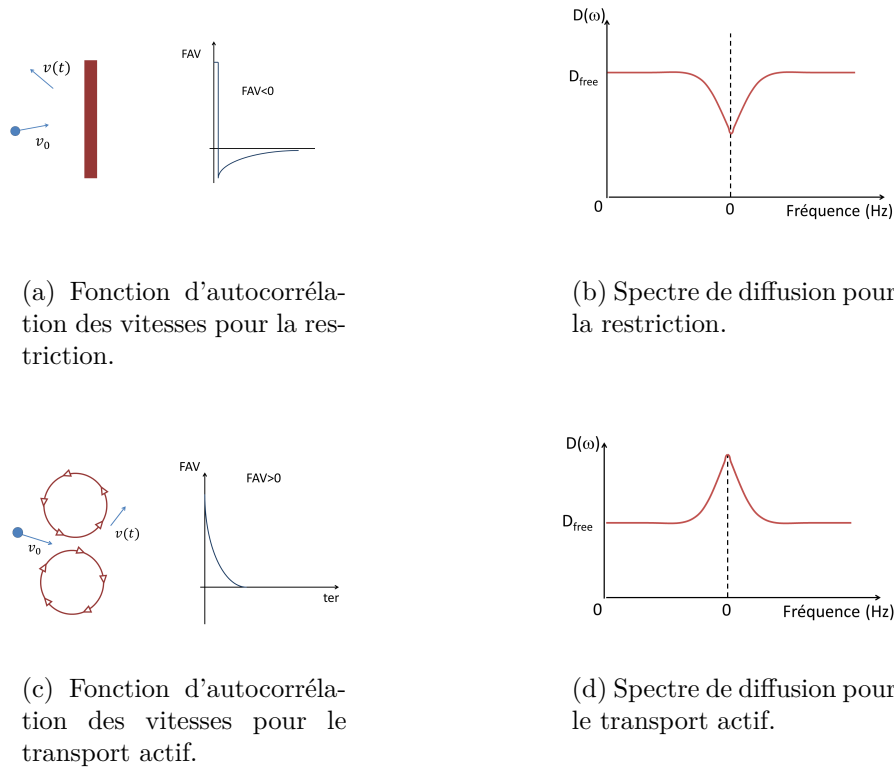 v(t)
v₀
FAV
FAV<0
D(ω)
D_free
0
0
Fréquence (Hz)
(a) Fonction d'autocorréla-
tion des vitesses pour la res-
triction.
(b) Spectre de diffusion pour
la restriction.
v₀
v(t)
FAV
FAV>0
ter
D(ω)
D_free
0
0
Fréquence (Hz)
(c) Fonction d'autocorréla-
tion des vitesses pour le
transport actif.
(d) Spectre de diffusion pour
le transport actif.